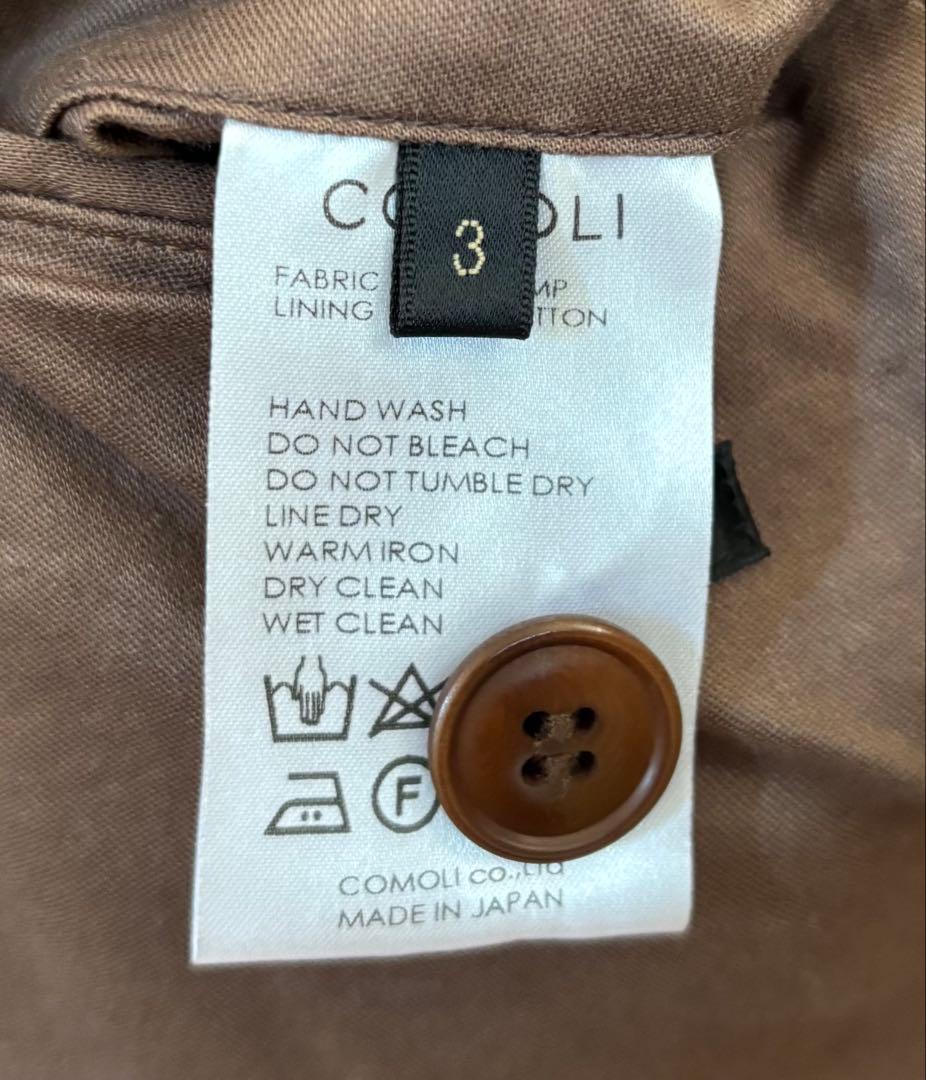 3
FABRIC
LINING
HAND WASH
DO NOT BLEACH
DO NOT TUMBLE DRY
LINE DRY
WARM IRON
DRY CLEAN
WET CLEAN
F
COMOLI co.,Ltd
MADE IN JAPAN